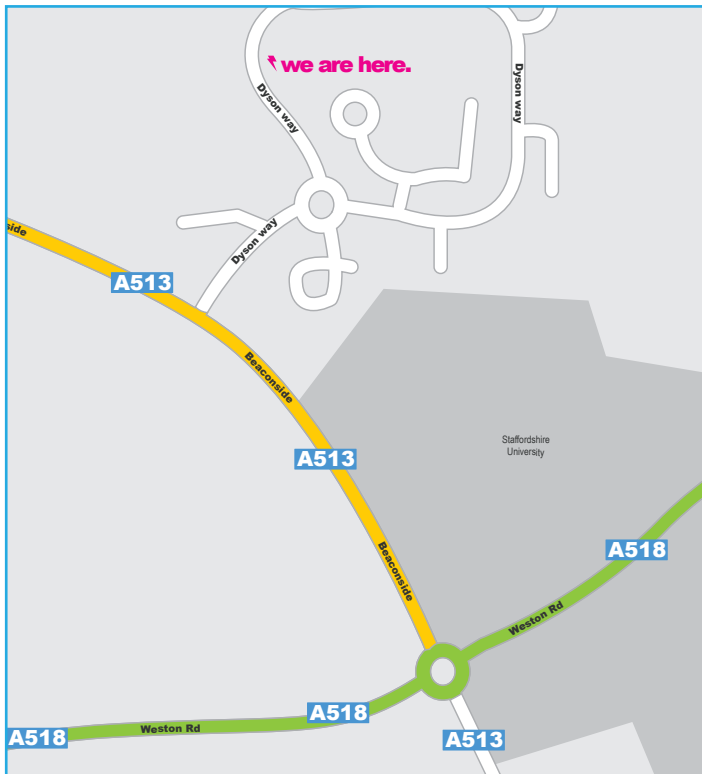 we are here.
Dyson way
Dyson way
Dyson way
side
A513
Beaconside
A513
Staffordshire
University
Beaconside
A518
Weston Rd
A518
Weston Rd
A518
A513